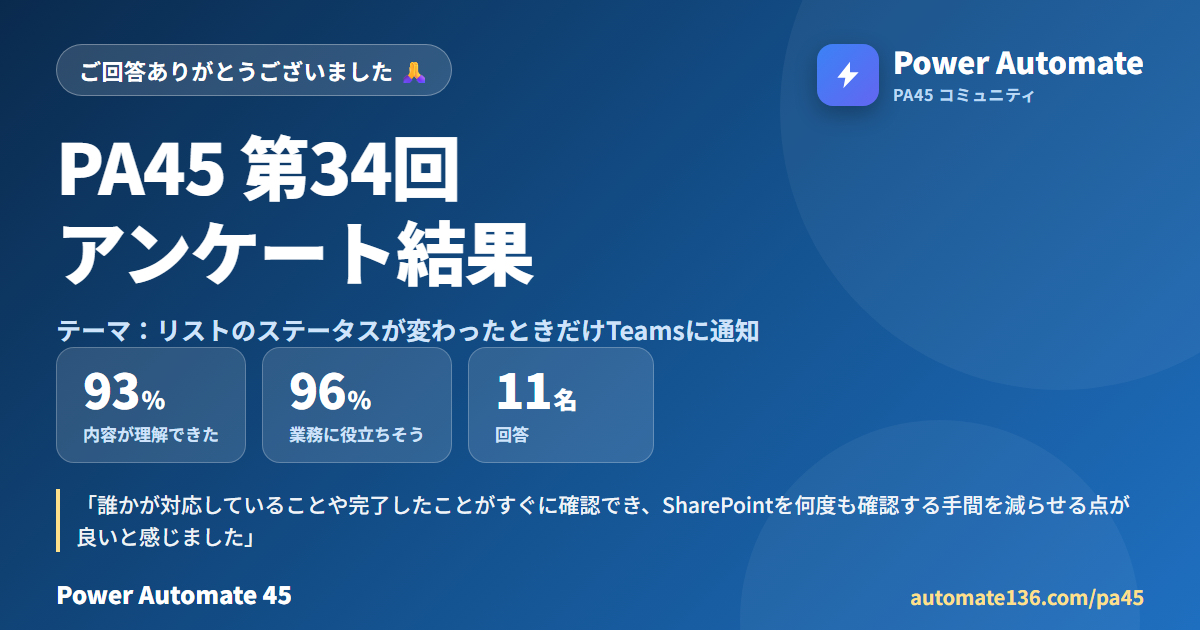 ご回答ありがとうございました 🙏
Power Automate
PA45 コミュニティ
PA45 第34回
アンケート結果
テーマ：リストのステータスが変わったときだけTeamsに通知
93%
内容が理解できた
96%
業務に役立ちそう
11名
回答
「誰かが対応していることや完了したことがすぐに確認でき、SharePointを何度も確認する手間を減らせる点が
良いと感じました」
Power Automate 45
automate136.com/pa45